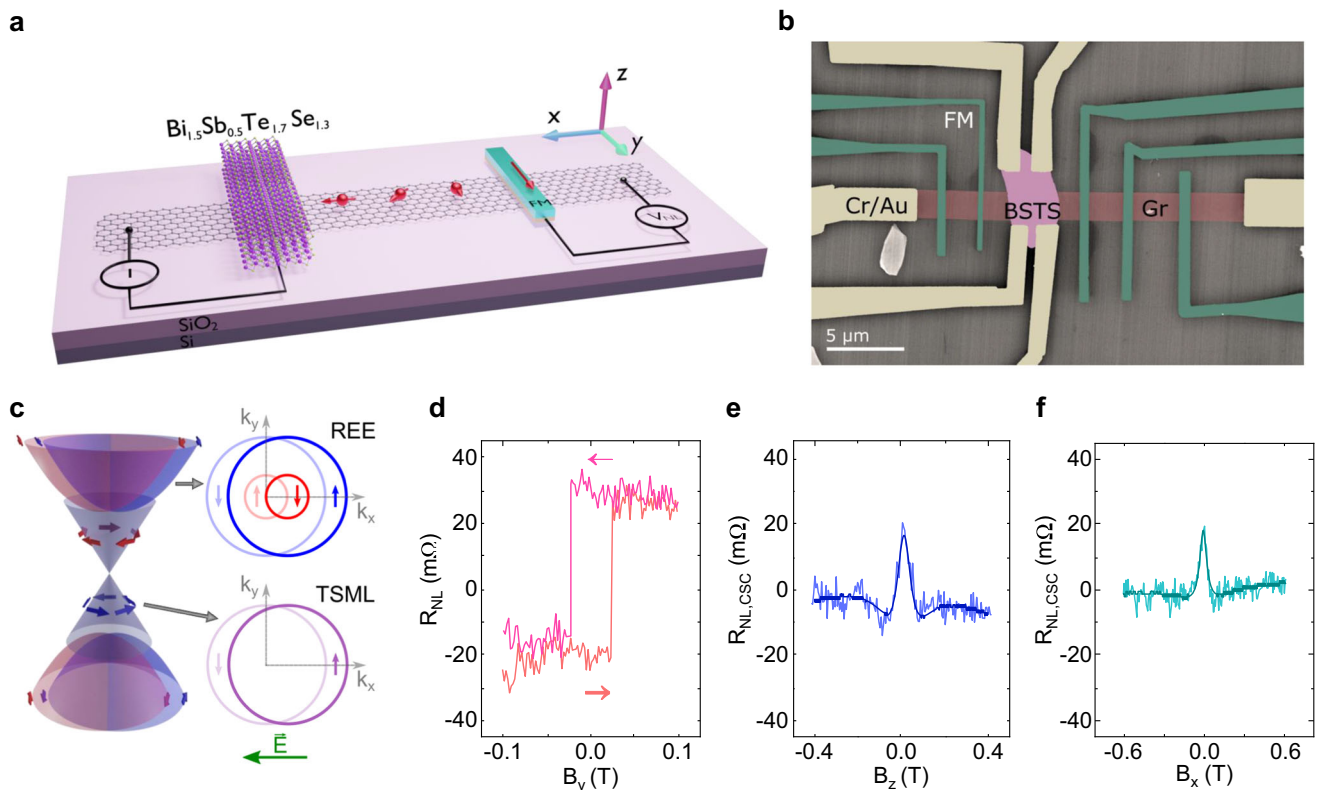 a
Bi1.5Sb0.5Te1.7Se1.3
x
z
y
FM
VNL
I
SiO2
Si
b
FM
Cr/Au
BSTS
Gr
5 μm
c
ky
REE
kx
ky
TSML
kx
E
d
RNL (mΩ)
40
20
0
-20
-40
-0.1
0.0
0.1
By (T)
e
RNL,CSC (mΩ)
40
20
0
-20
-40
-0.4
0.0
0.4
Bz (T)
f
RNL,CSC (mΩ)
40
20
0
-20
-40
-0.6
0.0
0.6
Bx (T)